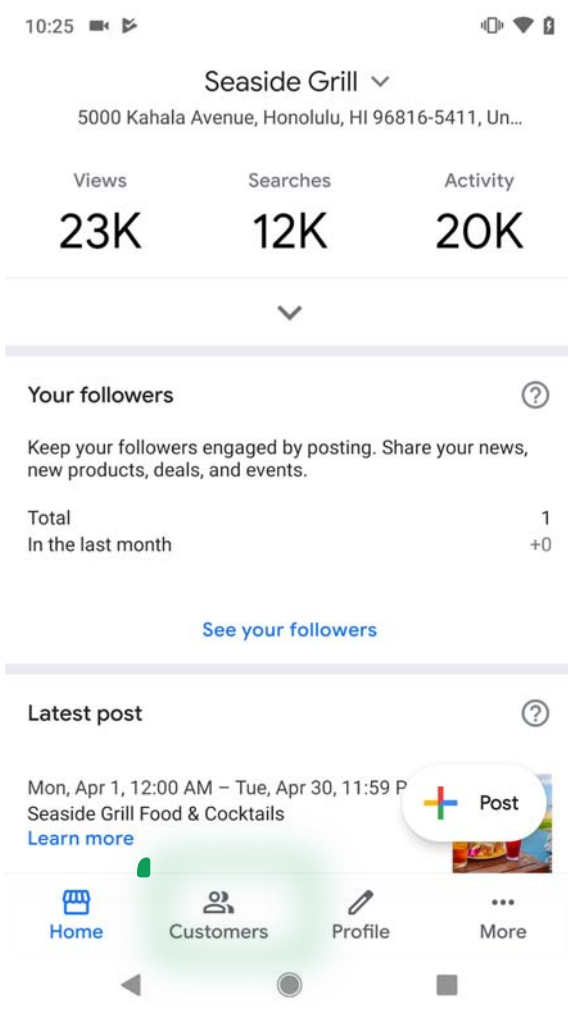 10:25
Seaside Grill
5000 Kahala Avenue, Honolulu, HI 96816-5411, Un...
Views Searches Activity
23K 12K 20K
Your followers
Keep your followers engaged by posting. Share your news,
new products, deals, and events.
Total 1
In the last month +0
See your followers
Latest post
Mon, Apr 1, 12:00 AM – Tue, Apr 30, 11:59 P
Seaside Grill Food & Cocktails
Learn more
Post
Home Customers Profile More